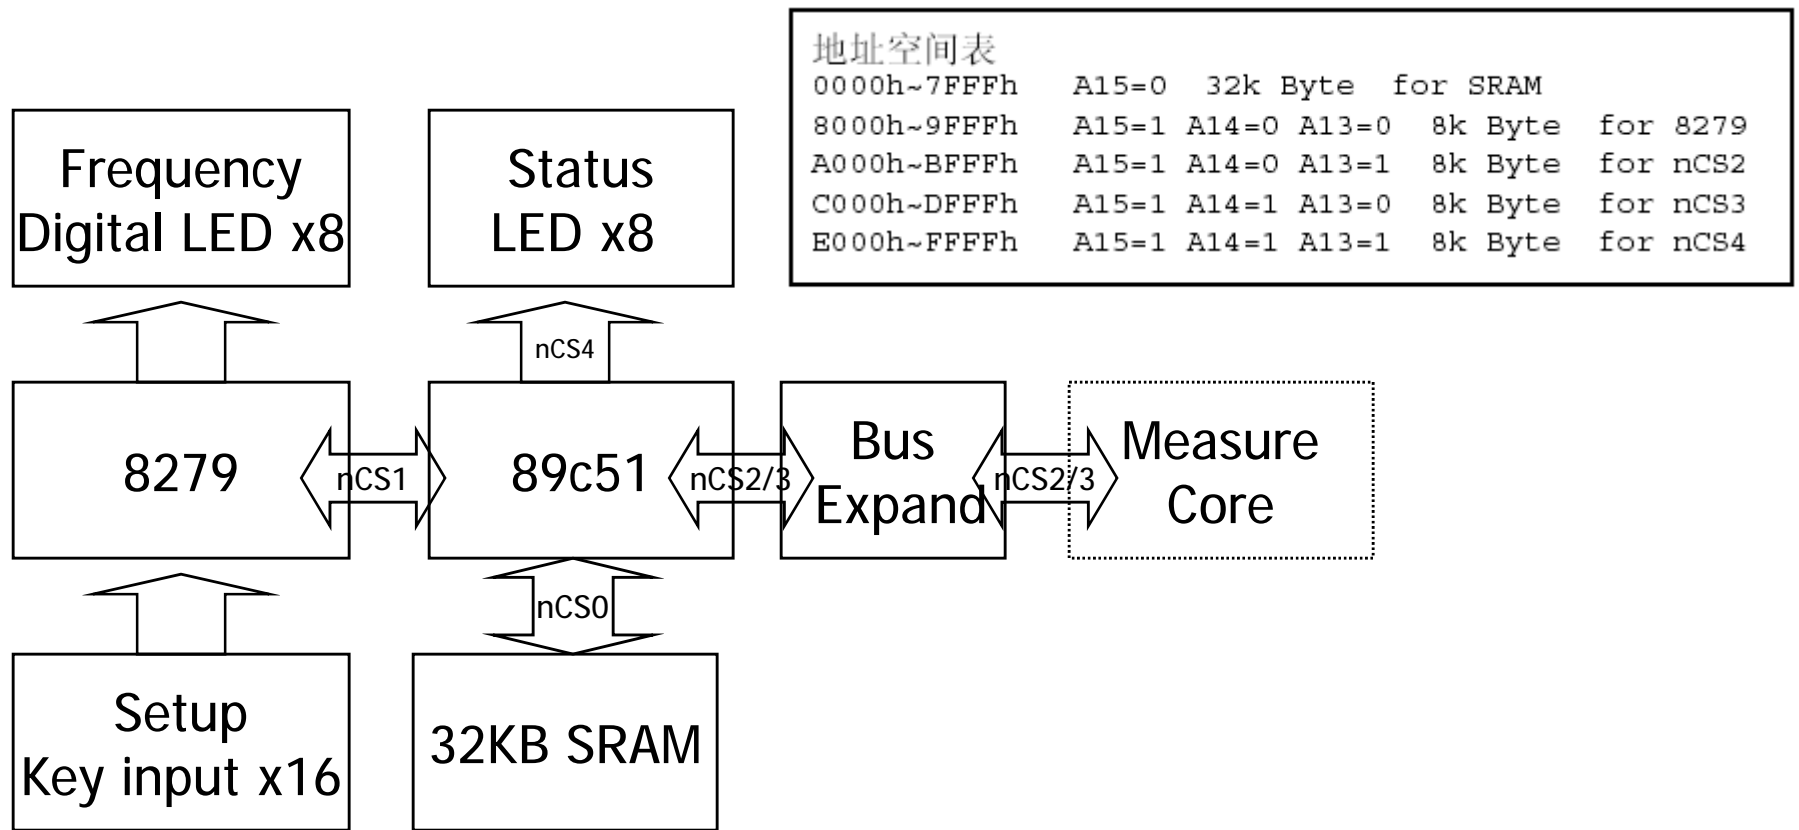 地址空间表
0000h~7FFFh A15=0 32k Byte for SRAM
8000h~9FFFh A15=1 A14=0 A13=0 8k Byte for 8279
A000h~BFFFh A15=1 A14=0 A13=1 8k Byte for nCS2
C000h~DFFFh A15=1 A14=1 A13=0 8k Byte for nCS3
E000h~FFFFh A15=1 A14=1 A13=1 8k Byte for nCS4
Frequency
Digital LED x8
Status
LED x8
nCS4
8279
nCS1
89c51
nCS2/3
Bus
Expand
nCS2/3
Measure
Core
nCS0
Setup
Key input x16
32KB SRAM